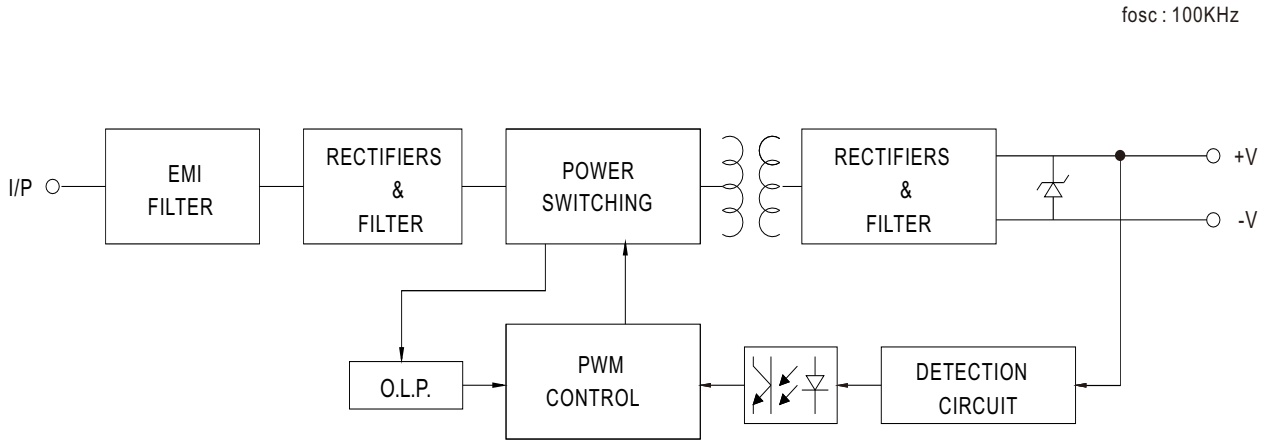 fosc : 100KHz
I/P
EMI
FILTER
RECTIFIERS
&
FILTER
POWER
SWITCHING
RECTIFIERS
&
FILTER
+V
-V
O.L.P.
PWM
CONTROL
DETECTION
CIRCUIT